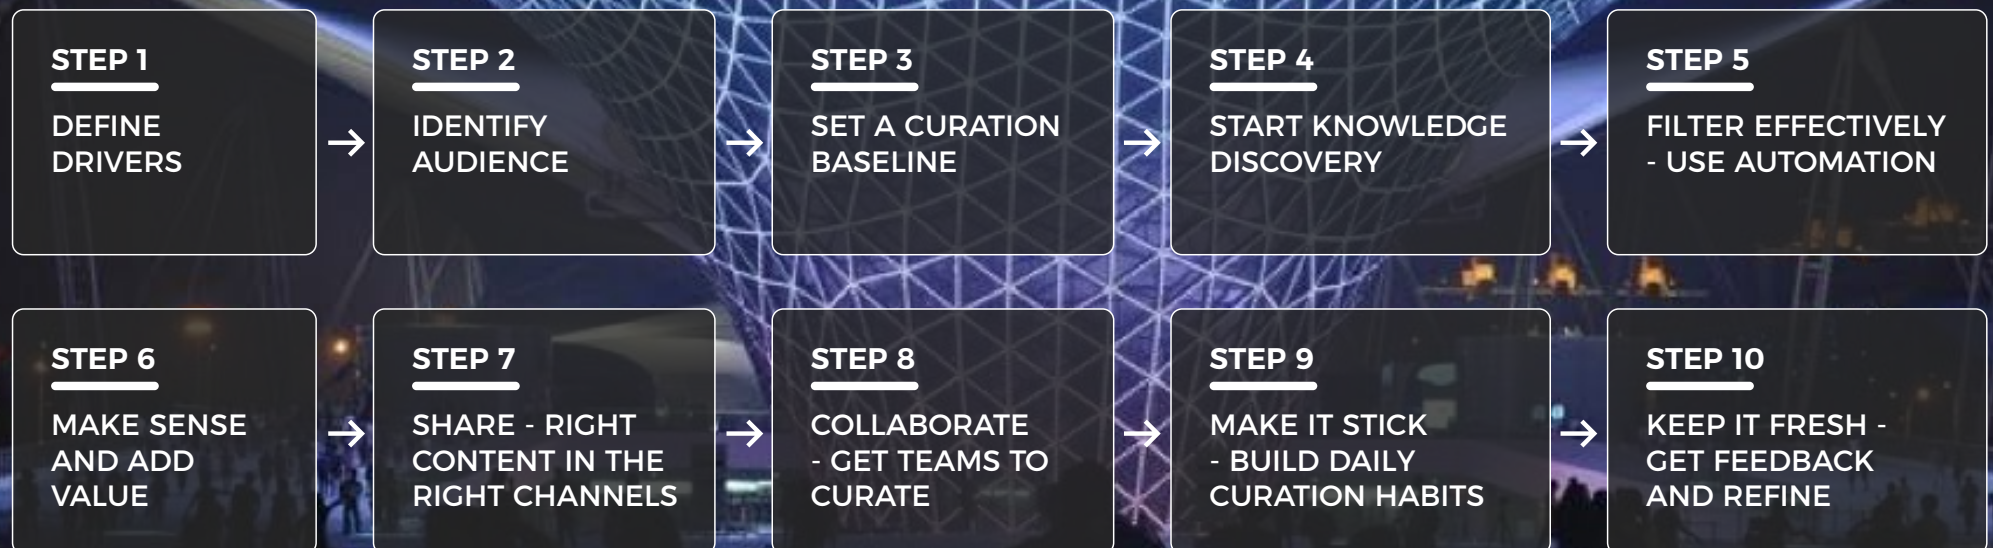 STEP 1
DEFINE
DRIVERS
STEP 2
IDENTIFY
AUDIENCE
STEP 3
SET A CURATION
BASELINE
STEP 4
START KNOWLEDGE
DISCOVERY
STEP 5
FILTER EFFECTIVELY
- USE AUTOMATION
STEP 6
MAKE SENSE
AND ADD
VALUE
STEP 7
SHARE - RIGHT
CONTENT IN THE
RIGHT CHANNELS
STEP 8
COLLABORATE
- GET TEAMS TO
CURATE
STEP 9
MAKE IT STICK
- BUILD DAILY
CURATION HABITS
STEP 10
KEEP IT FRESH -
GET FEEDBACK
AND REFINE